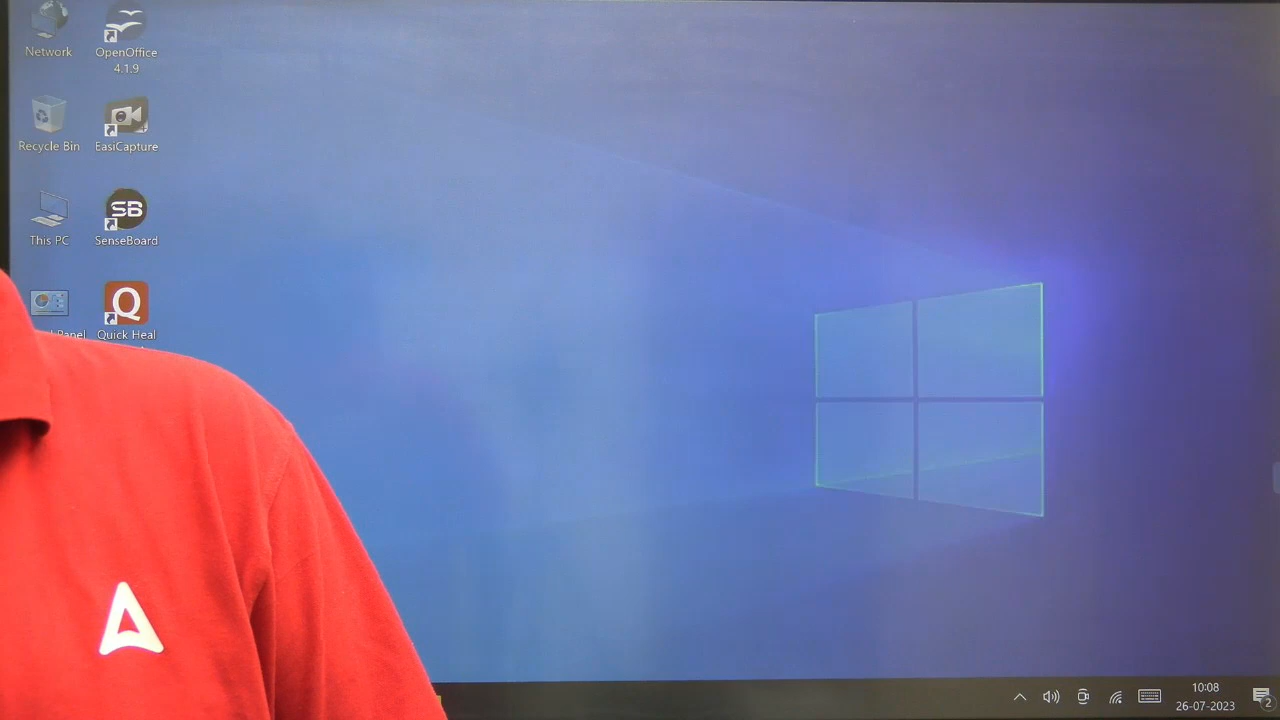 Network
OpenOffice
4.1.9
Recycle Bin
EasiCapture
This PC
SB
SenseBoard
Panel
Q
Quick Heal
10:08
26-07-2023
2